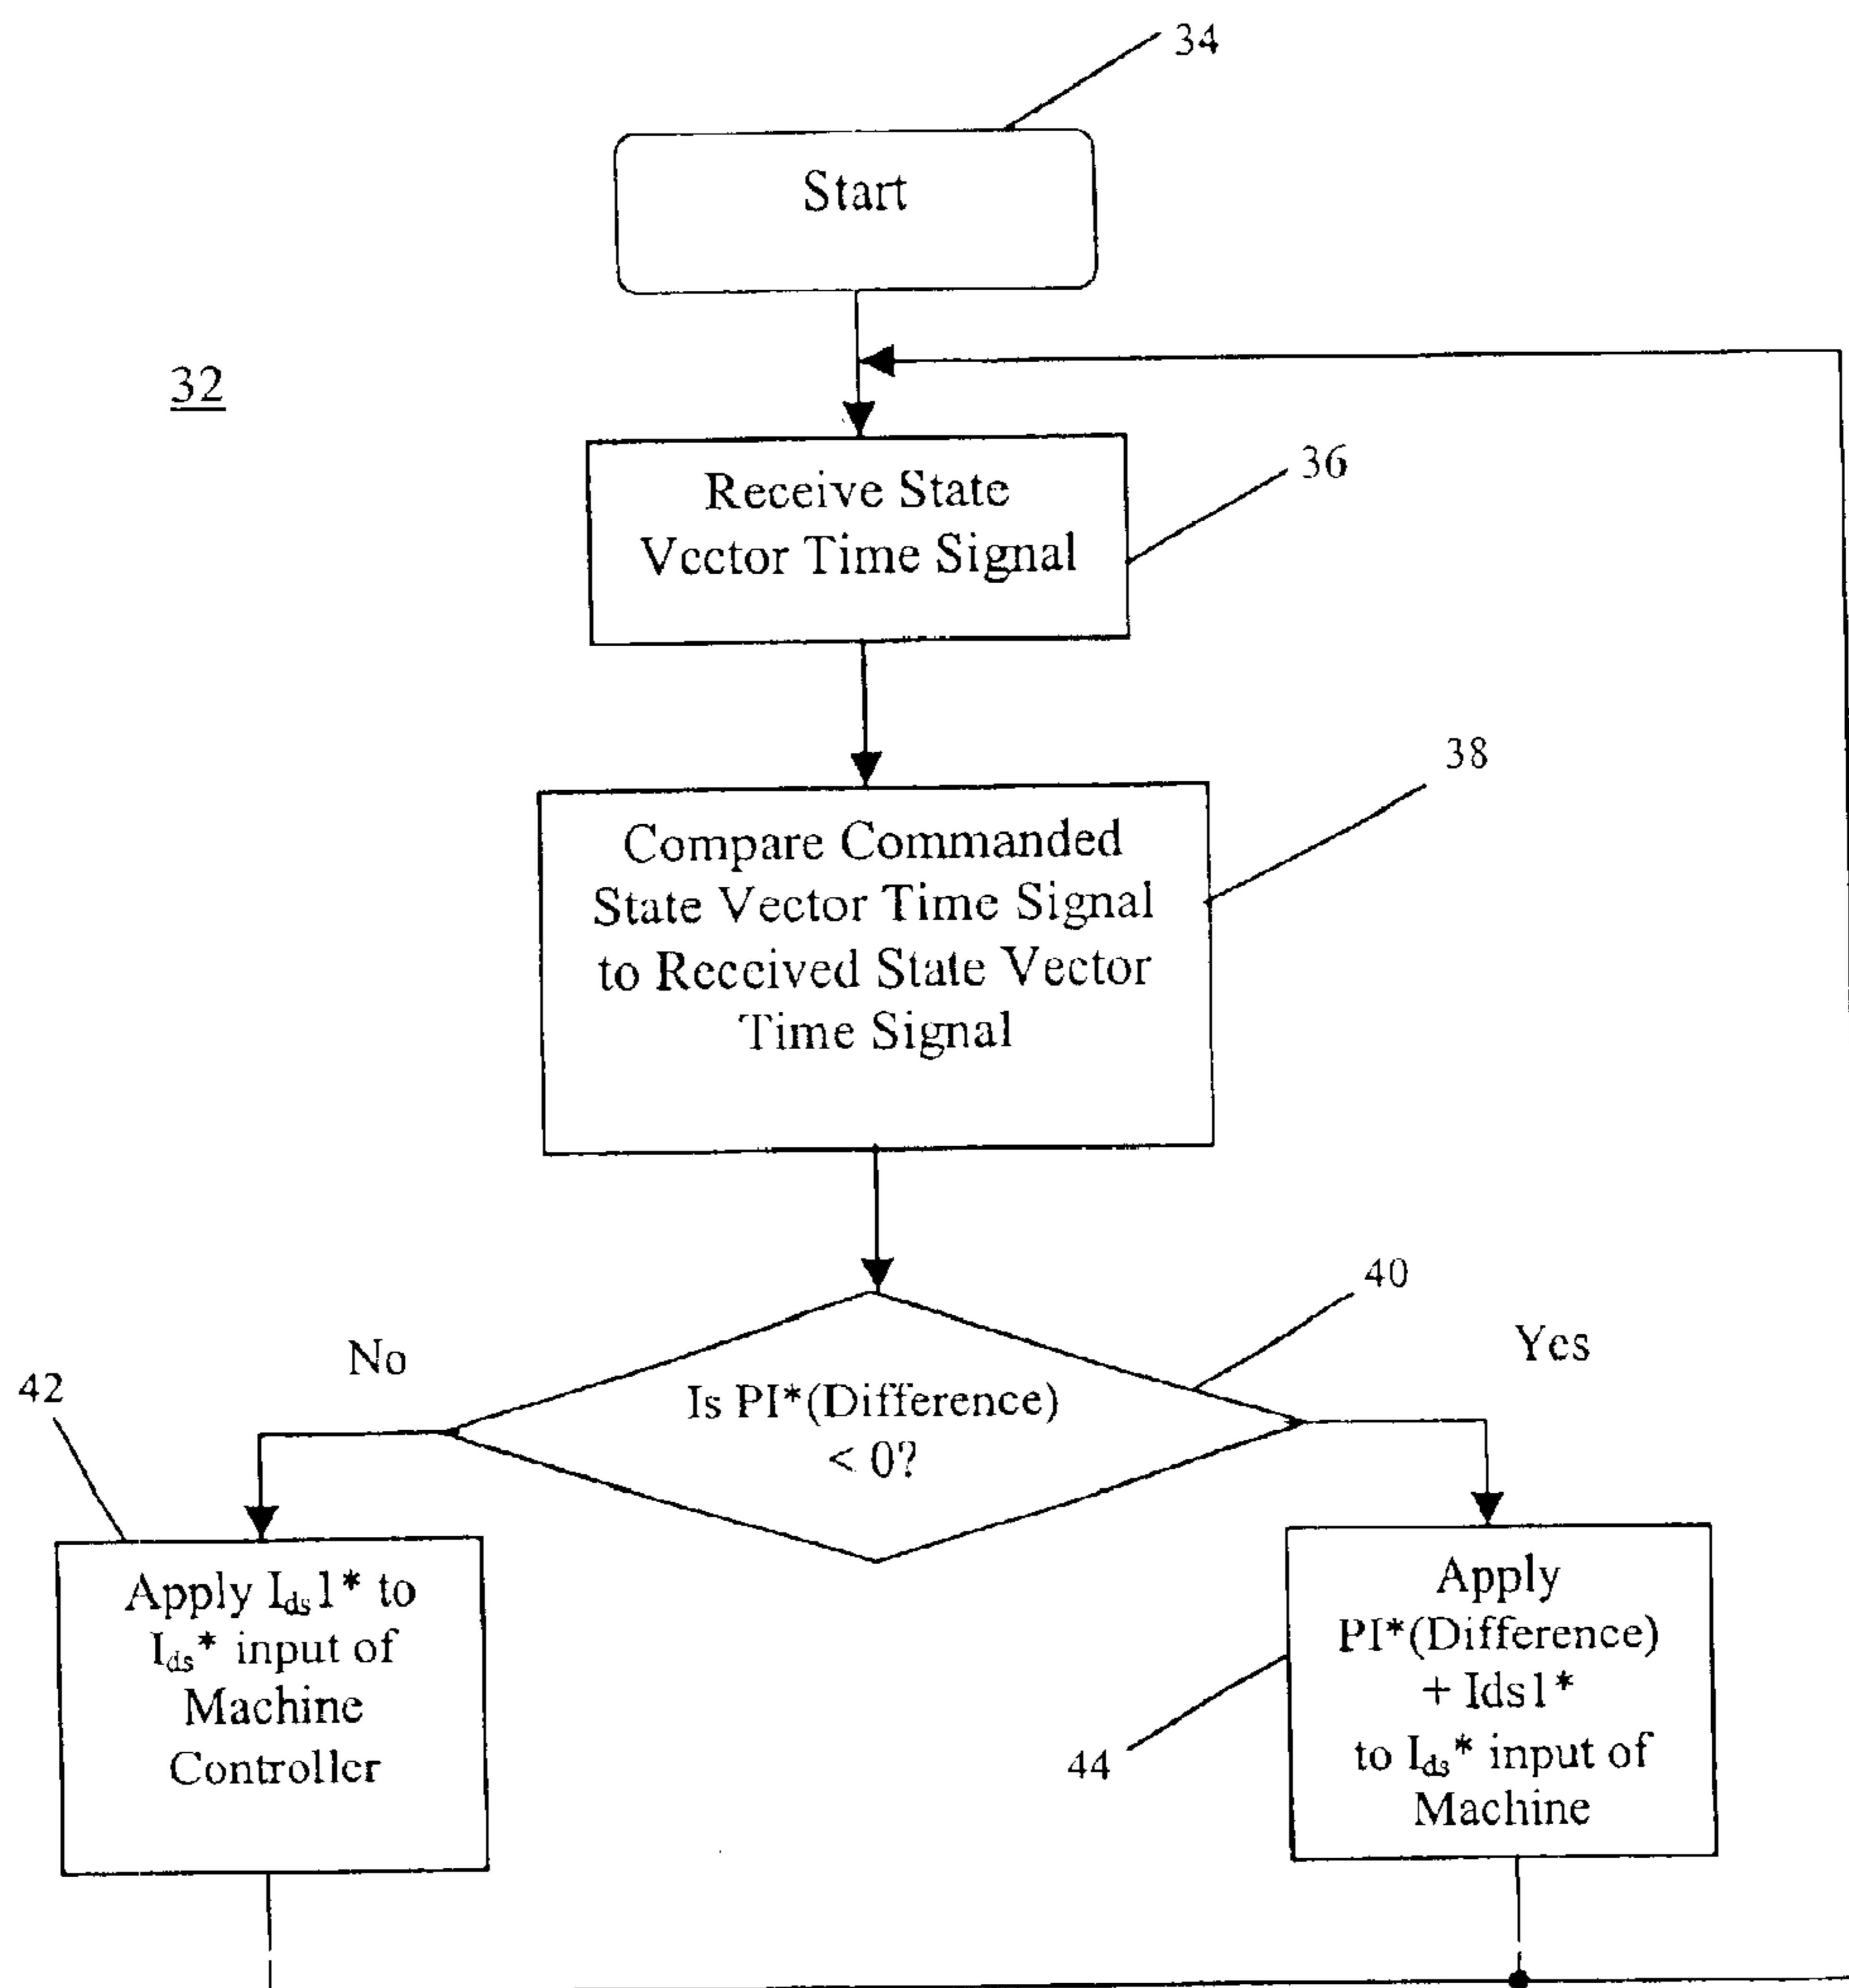 34
Start
32
36
Receive State
Vector Time Signal
38
Compare Commanded
State Vector Time Signal
to Received State Vector
Time Signal
40
No
Yes
42
Is PI*(Difference)
< 0?
Apply Ids1* to
Ids* input of
Machine
Controller
Apply
PI*(Difference)
+ Ids1*
to Ids* input of
Machine
44